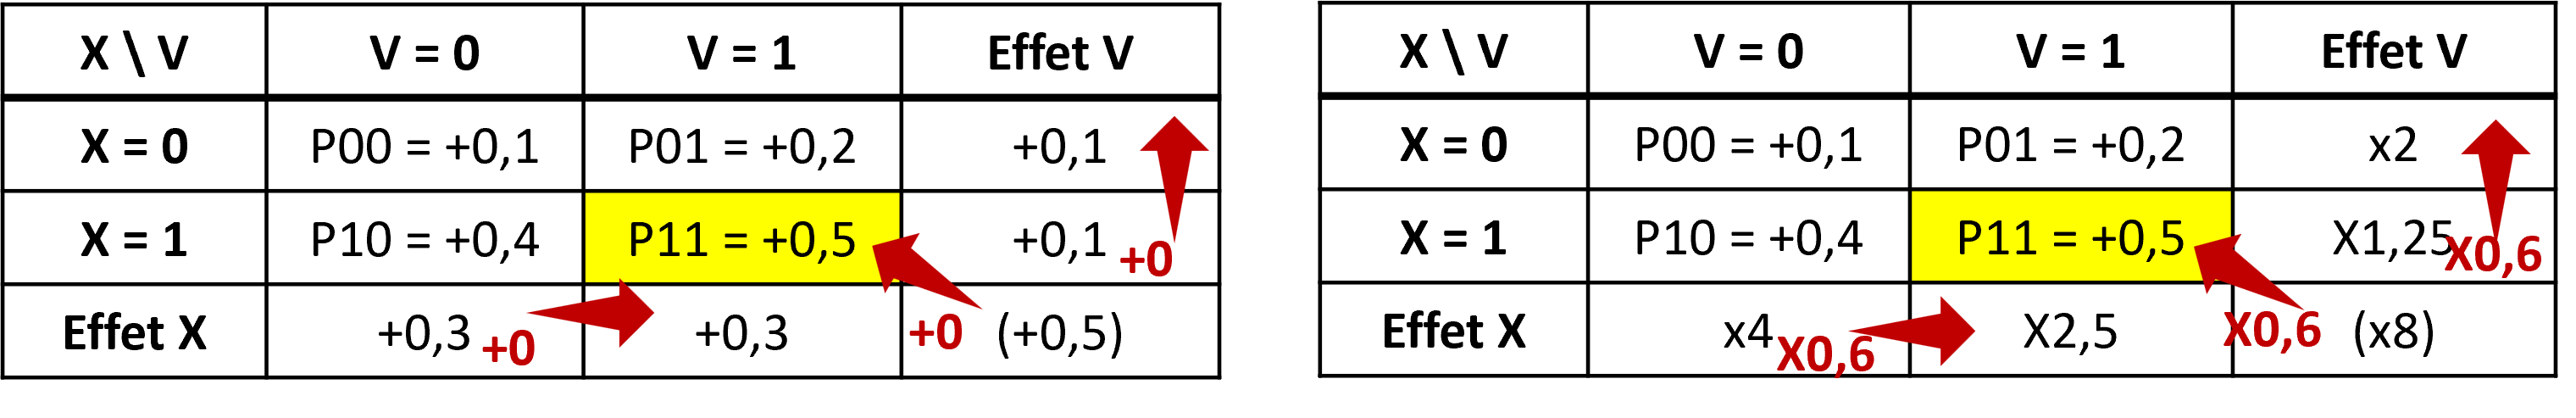 X \ V V = 0 V = 1 Effet V
X = 0 P00 = +0,1 P01 = +0,2 +0,1
X = 1 P10 = +0,4 P11 = +0,5 +0,1 +0
Effet X +0,3 +0 +0,3 +0 (+0,5)
X \ V V = 0 V = 1 Effet V
X = 0 P00 = +0,1 P01 = +0,2 x2
X = 1 P10 = +0,4 P11 = +0,5 X1,25 X0,6
Effet X x4 X0,6 X2,5 X0,6 (x8)